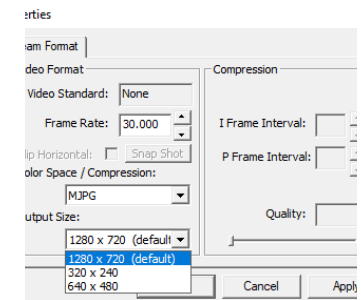 erties
eam Format
deo Format
Video Standard: None
Frame Rate: 30.000
lip Horizontal: Snap Shot
olor Space / Compression:
MJPG
utput Size:
1280 x 720 (default
1280 x 720 (default)
320 x 240
640 x 480
Compression
I Frame Interval:
P Frame Interval:
Quality:
Cancel
Apply